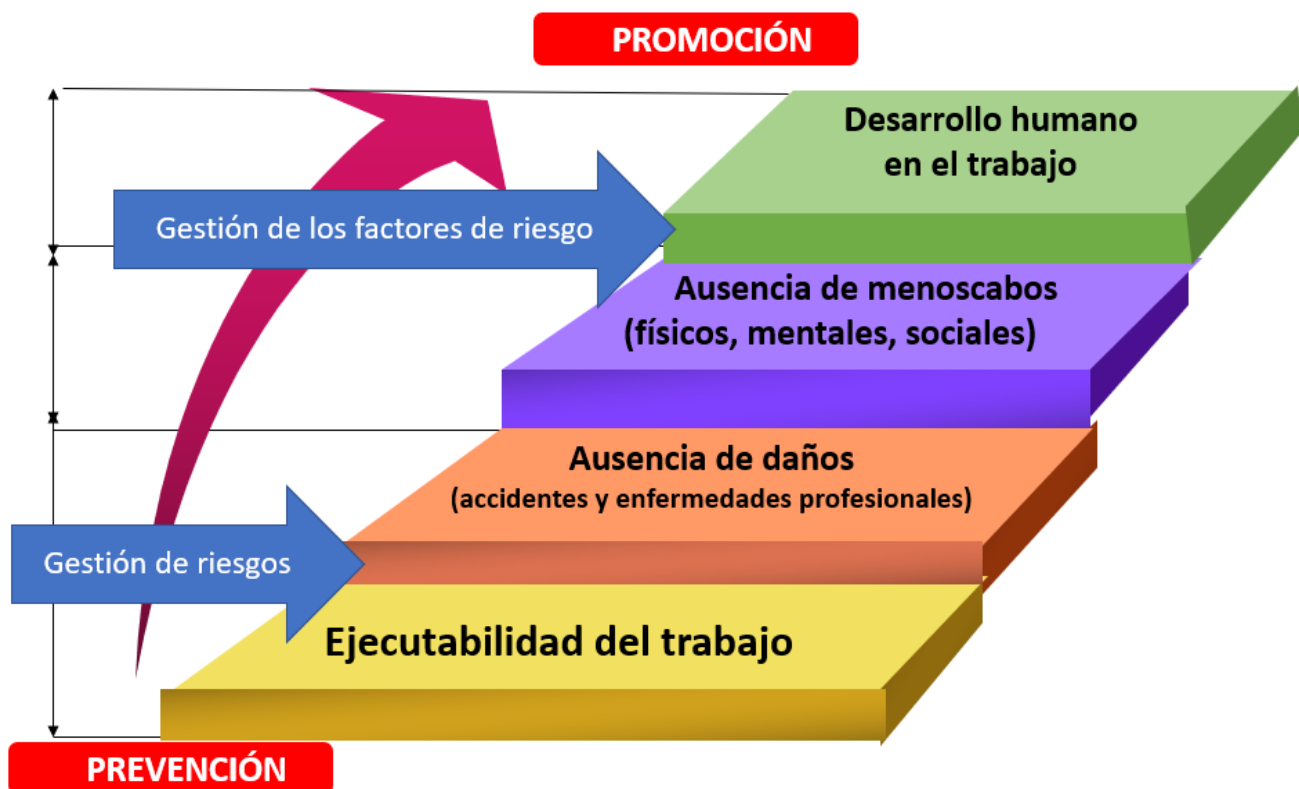 PROMOCIÓN
Desarrollo humano
en el trabajo
Gestión de los factores de riesgo
Ausencia de menoscabos
(físicos, mentales, sociales)
Ausencia de daños
(accidentes y enfermedades profesionales)
Gestión de riesgos
Ejecutabilidad del trabajo
PREVENCIÓN